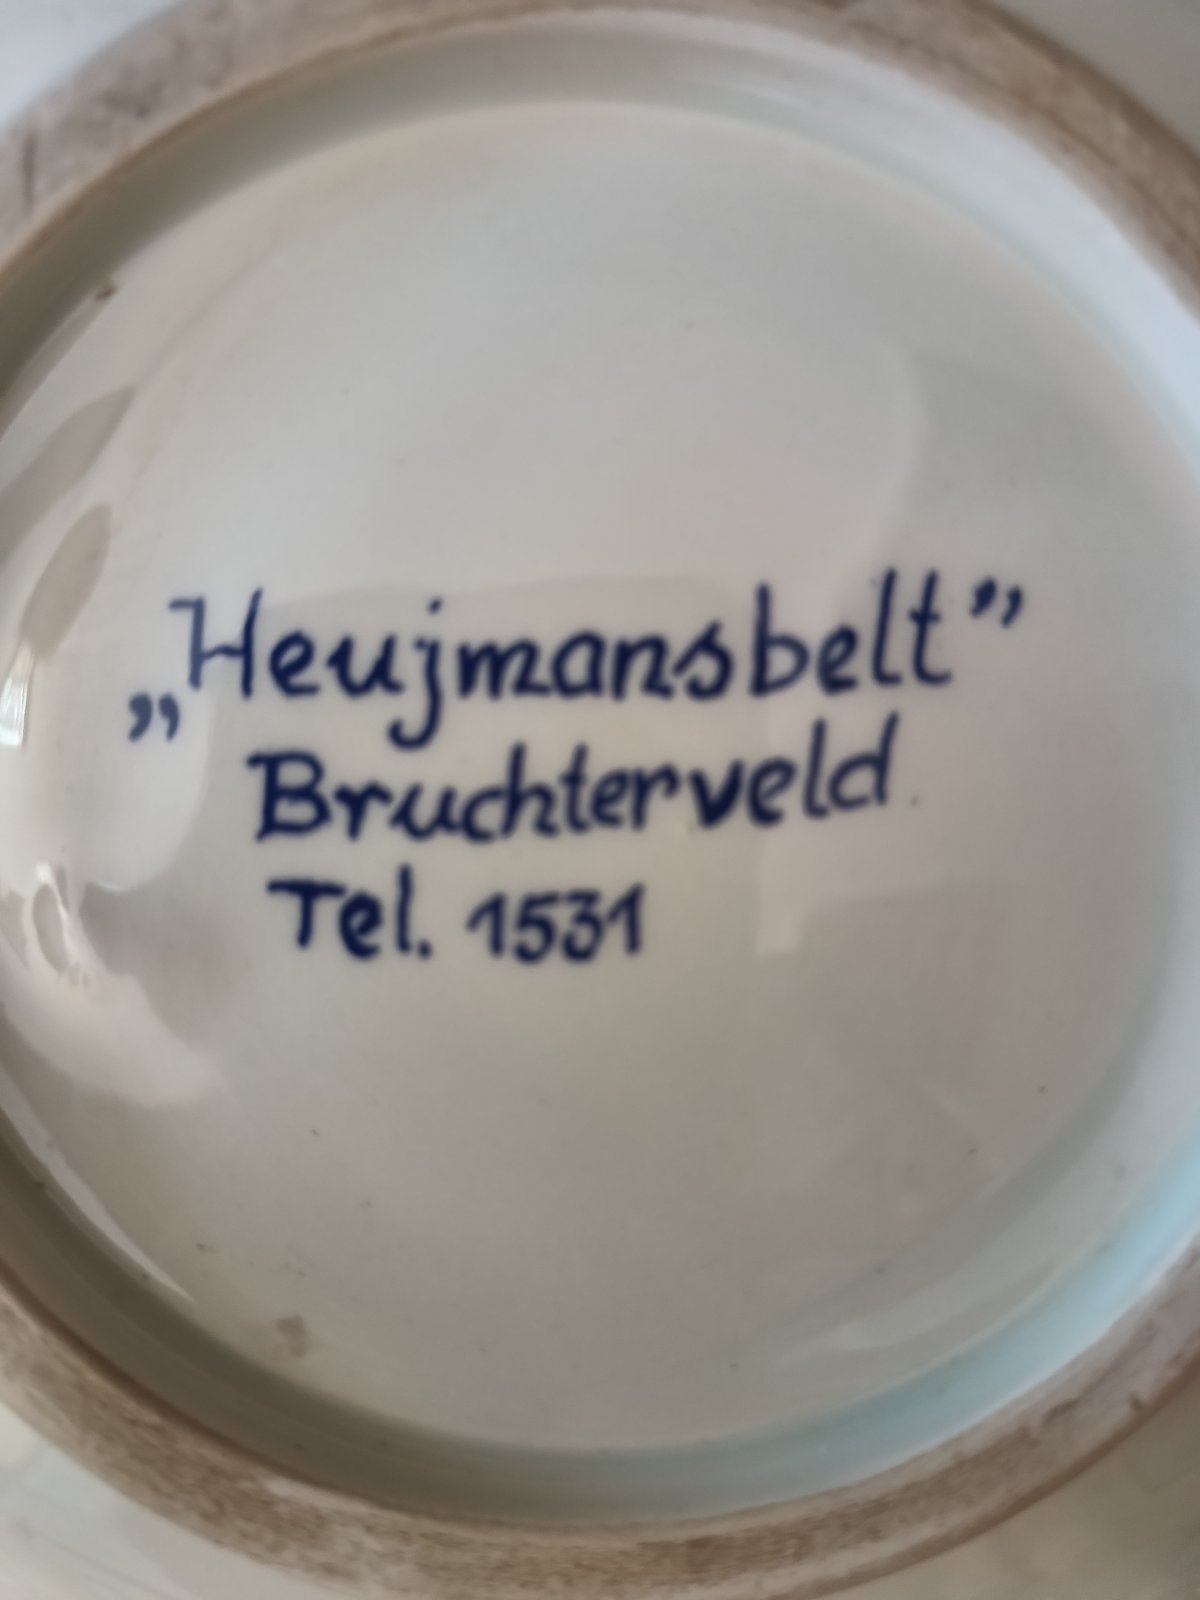 „Heujmansbelt”
Bruchterveld
Tel. 1531